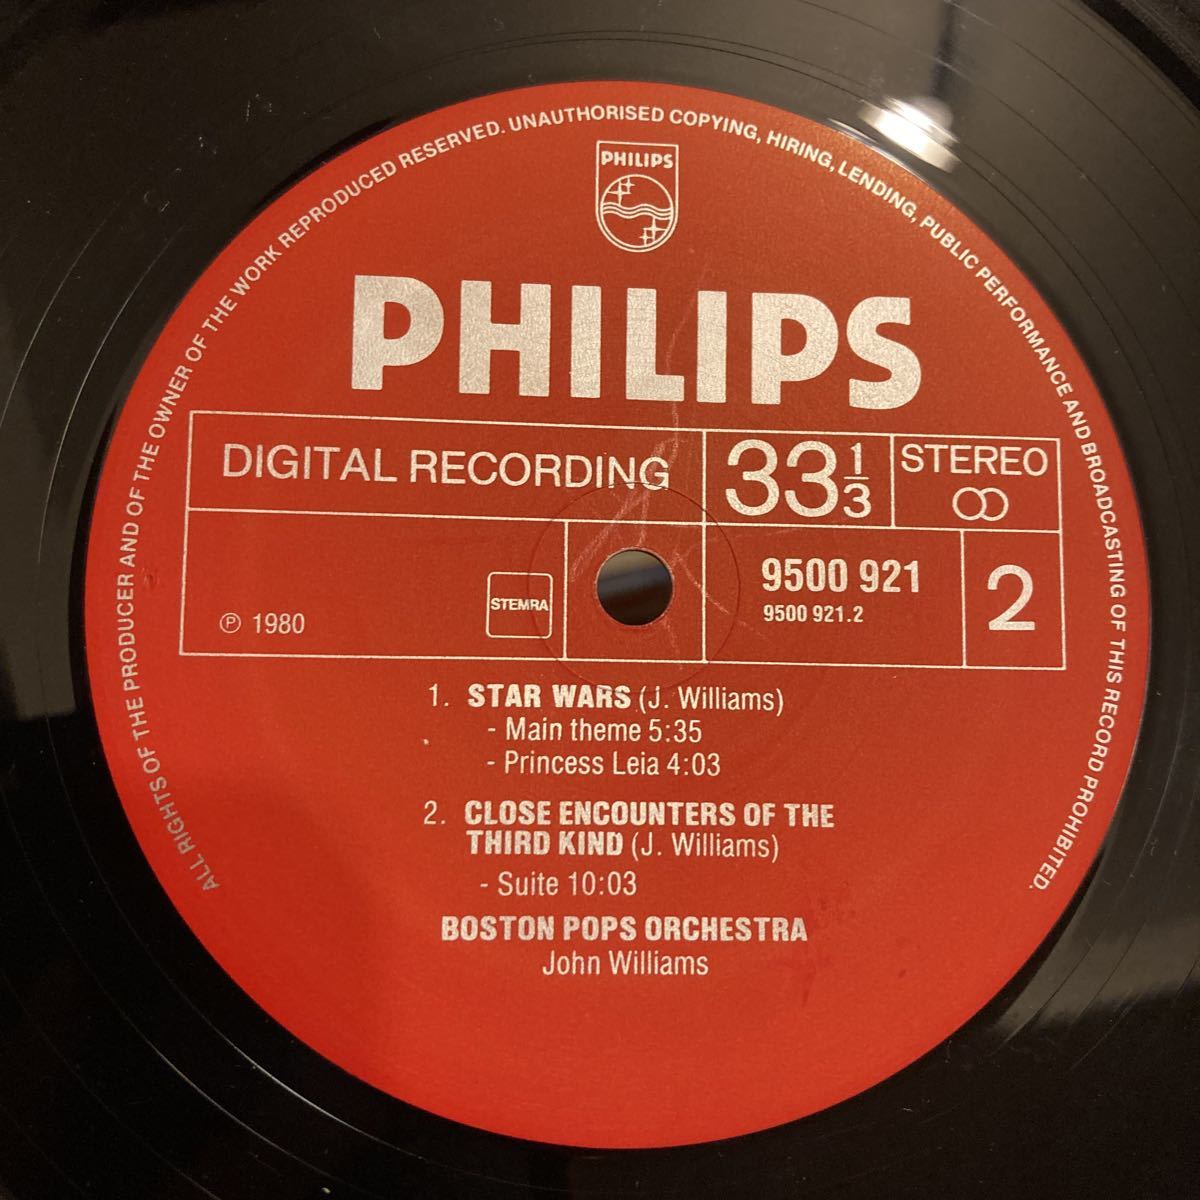 ALL RIGHTS OF THE PRODUCER AND OF THE OWNER OF THE WORK REPRODUCED RESERVED. UNAUTHORISED COPYING, HIRING, LENDING, PUBLIC PERFORMANCE AND BROADCASTING OF THIS RECORD PROHIBITED.
PHILIPS
PHILIPS
DIGITAL RECORDING
33 1/3
STEREO
℗ 1980
STEMRA
9500 921
9500 921.2
2
1. STAR WARS (J. Williams)
- Main theme 5:35
- Princess Leia 4:03
2. CLOSE ENCOUNTERS OF THE
THIRD KIND (J. Williams)
- Suite 10:03
BOSTON POPS ORCHESTRA
John Williams